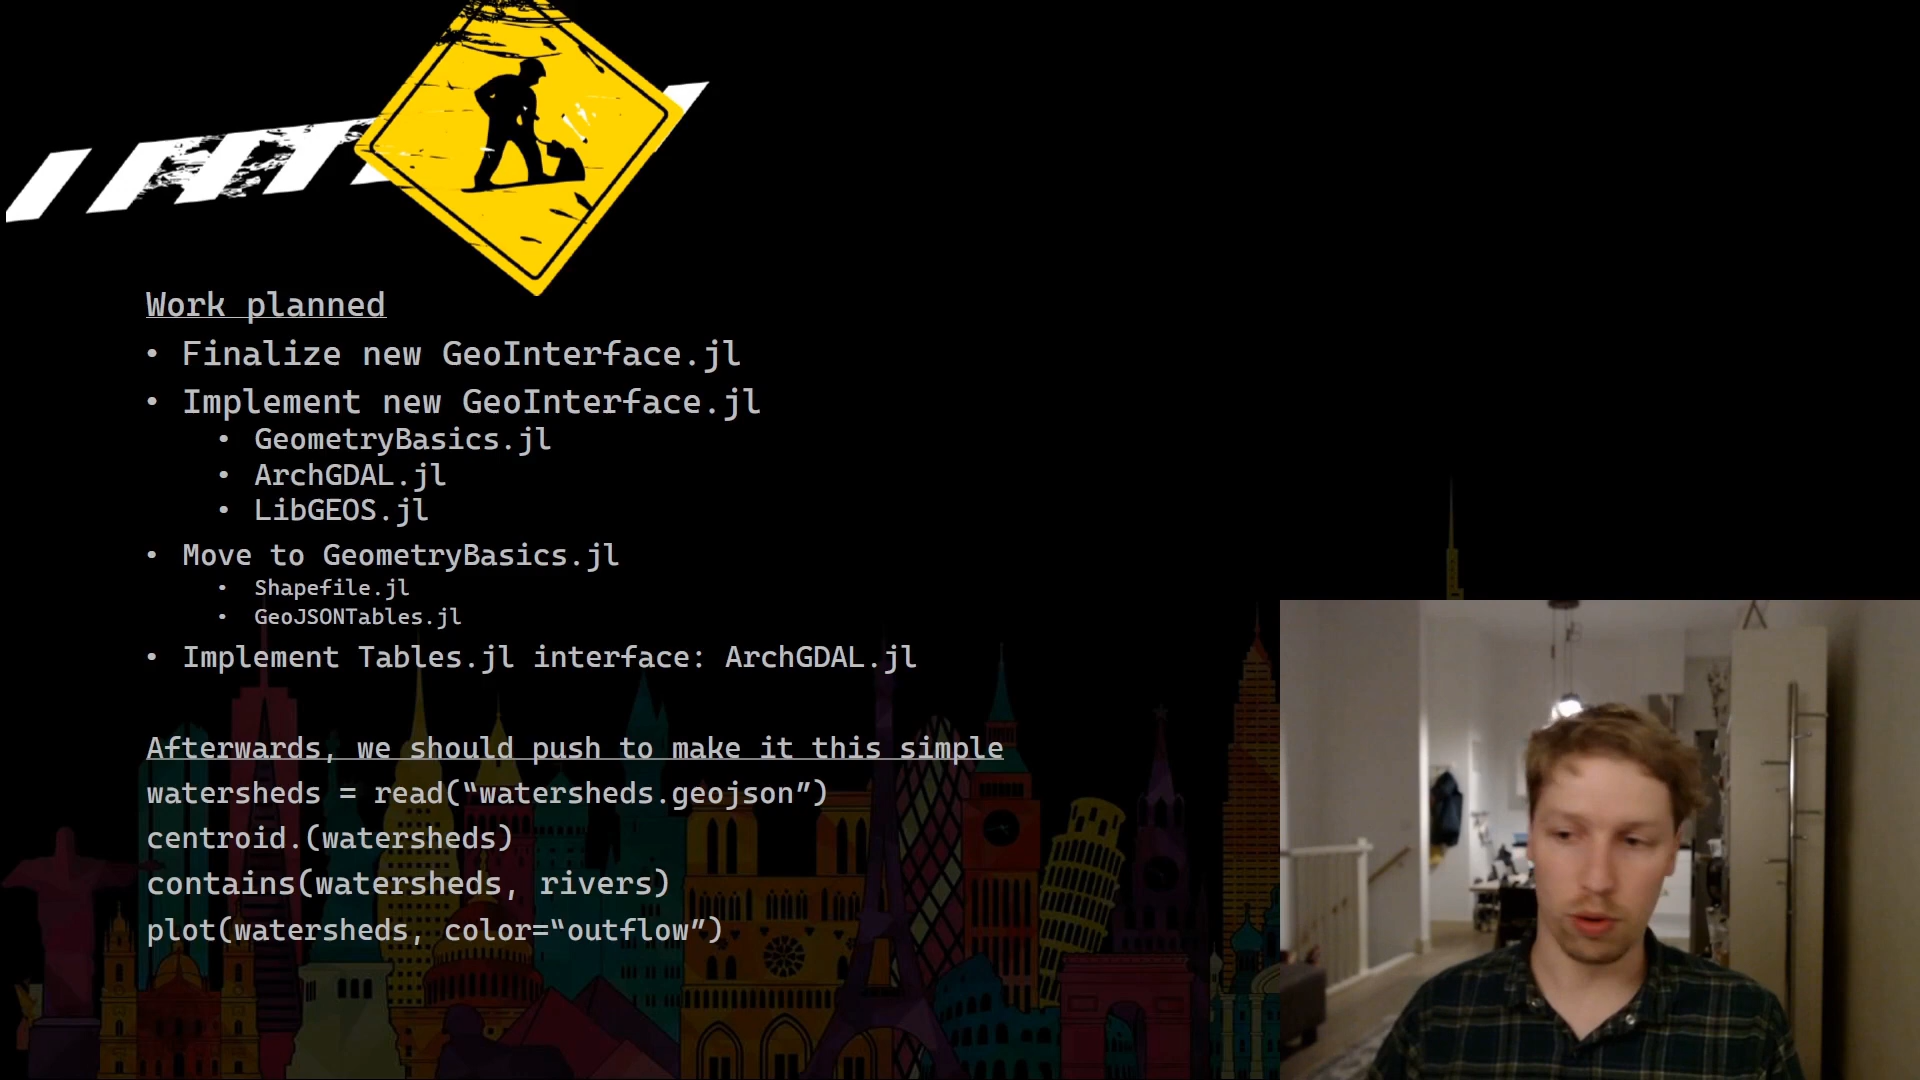 Work planned
• Finalize new GeoInterface.jl
• Implement new GeoInterface.jl
• GeometryBasics.jl
• ArchGDAL.jl
• LibGEOS.jl
• Move to GeometryBasics.jl
• Shapefile.jl
• GeoJSONTables.jl
• Implement Tables.jl interface: ArchGDAL.jl
Afterwards, we should push to make it this simple
watersheds = read(“watersheds.geojson”)
centroid.(watersheds)
contains(watersheds, rivers)
plot(watersheds, color=“outflow”)